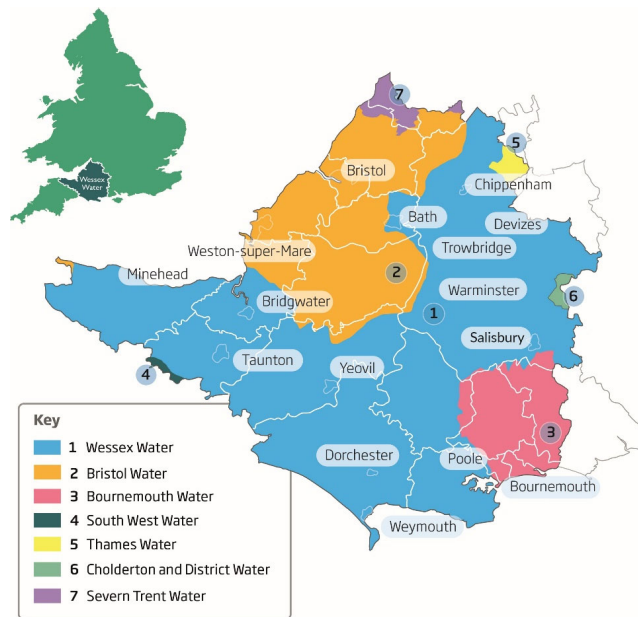 Wessex
Water
7
5
Bristol
Chippenham
Bath
Devizes
Weston-super-Mare
Trowbridge
Minehead
2
Warminster
6
Bridgwater
1
Salisbury
Taunton
Yeovil
4
3
Dorchester
Poole
Bournemouth
Weymouth
Key
1 Wessex Water
2 Bristol Water
3 Bournemouth Water
4 South West Water
5 Thames Water
6 Cholderton and District Water
7 Severn Trent Water